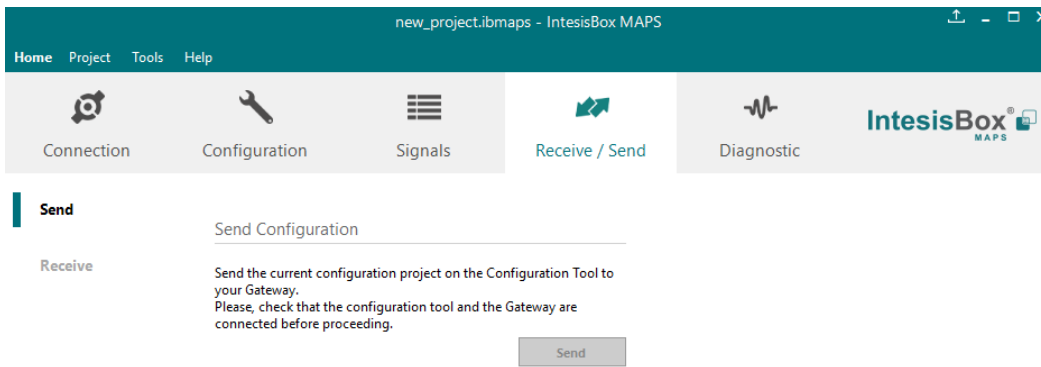 new_project.ibmaps - IntesisBox MAPS
Home Project Tools Help
Connection Configuration Signals Receive / Send Diagnostic
IntesisBox®
MAPS
Send
Send Configuration
Receive
Send the current configuration project on the Configuration Tool to
your Gateway.
Please, check that the configuration tool and the Gateway are
connected before proceeding.
Send